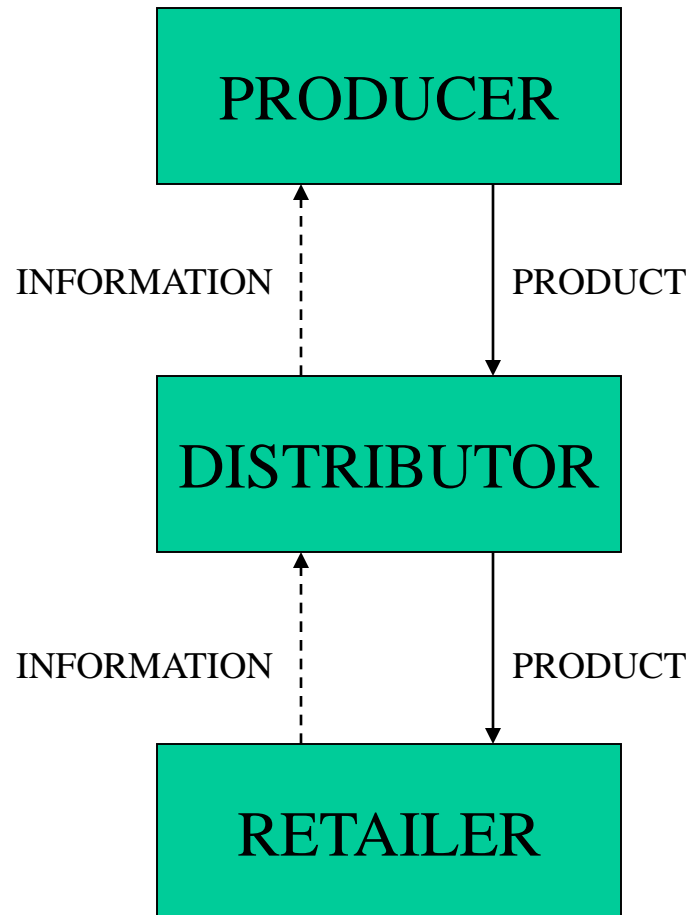 PRODUCER
INFORMATION
PRODUCT
DISTRIBUTOR
INFORMATION
PRODUCT
RETAILER